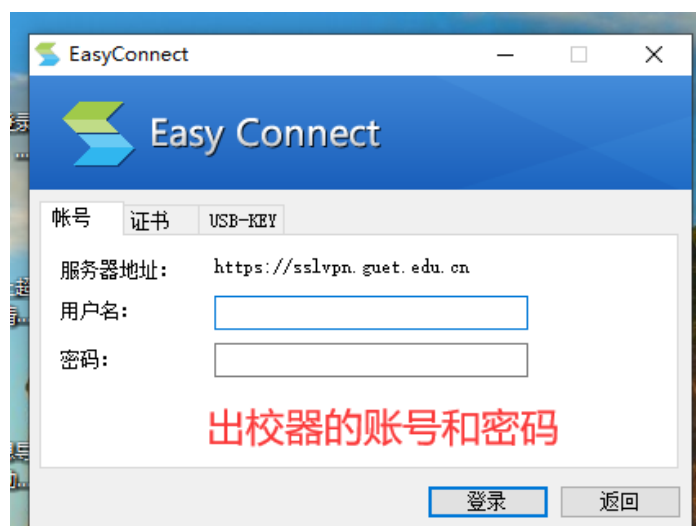 EasyConnect
Easy Connect
帐号 证书 USB-KEY
服务器地址: https://sslvpn.guet.edu.cn
用户名:
密码:
出校器的账号和密码
登录 返回